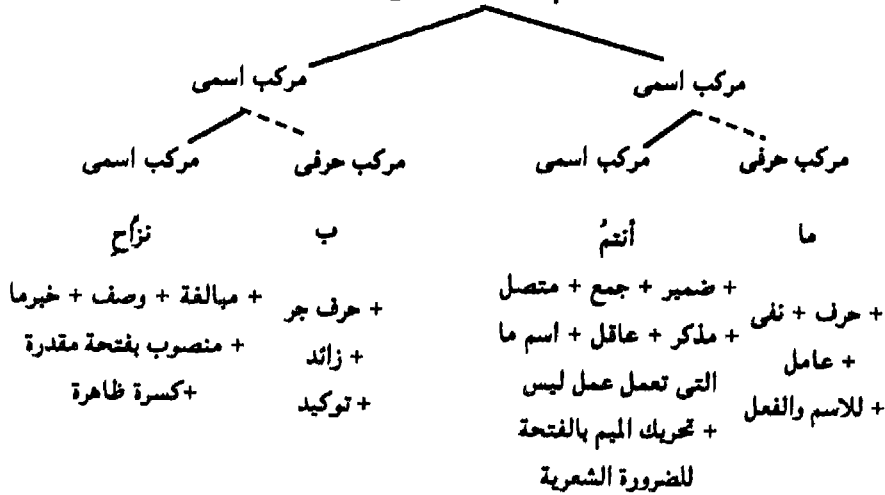 مركب اسمى
مركب اسمى
مركب حرفى
مركب اسمى
مركب حرفى
مركب اسمى
ما
أنتمُ
ب
نزَّاحِ
+ حرف + نفى
+ عامل
+ للاسم والفعل
+ ضمير + جمع + متصل
+ مذكر + عاقل + اسم ما
التى تعمل عمل ليس
+ تحريك الميم بالفتحة
للضرورة الشعرية
+ حرف جر
+ زائد
+ توكيد
+ مبالغة + وصف + خبرما
+ منصوب بفتحة مقدرة
+كسرة ظاهرة